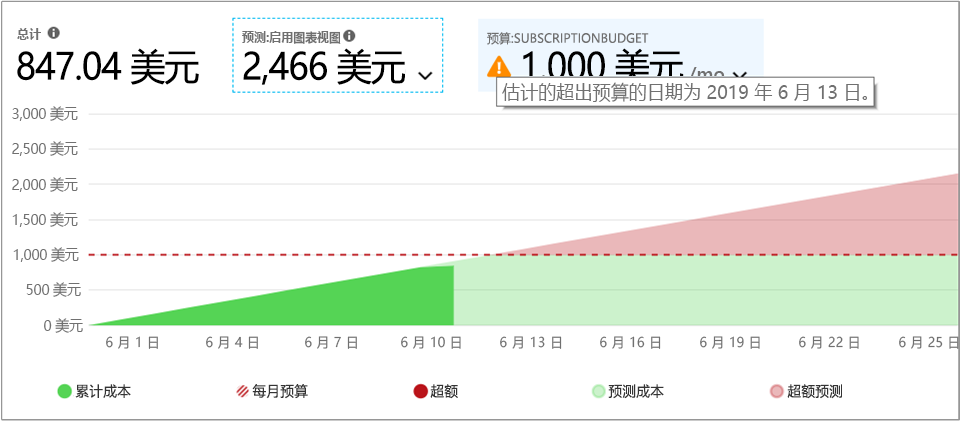 总计
847.04 美元
预测:启用图表视图
2,466 美元
预算:SUBSCRIPTIONBUDGET
1,000 美元 /mo
估计的超出预算的日期为 2019 年 6 月 13 日。
3,000 美元
2,500 美元
2,000 美元
1,500 美元
1,000 美元
500 美元
0 美元
6 月 1 日 6 月 4 日 6 月 7 日 6 月 10 日 6 月 13 日 6 月 16 日 6 月 19 日 6 月 22 日 6 月 25 日
累计成本 每月预算 超额 预测成本 超额预测